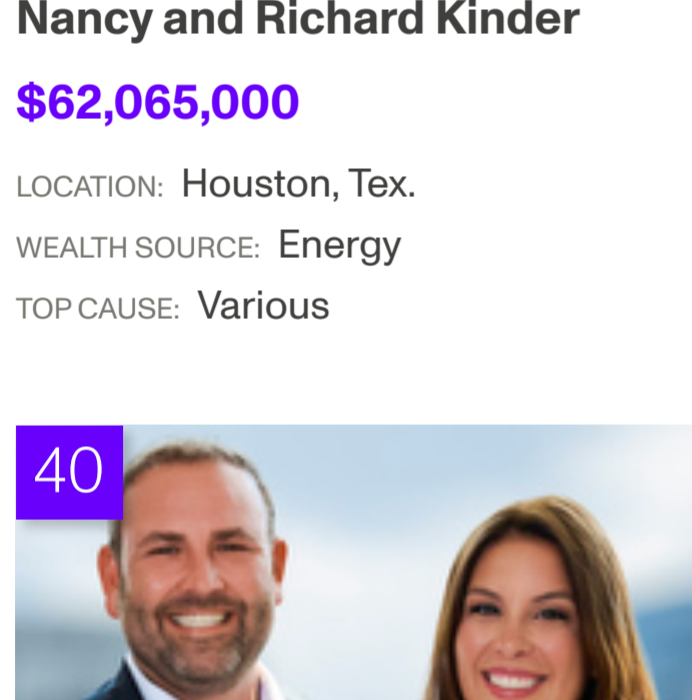 Nancy and Richard Kinder
$62,065,000
LOCATION: Houston, Tex.
WEALTH SOURCE: Energy
TOP CAUSE: Various
40